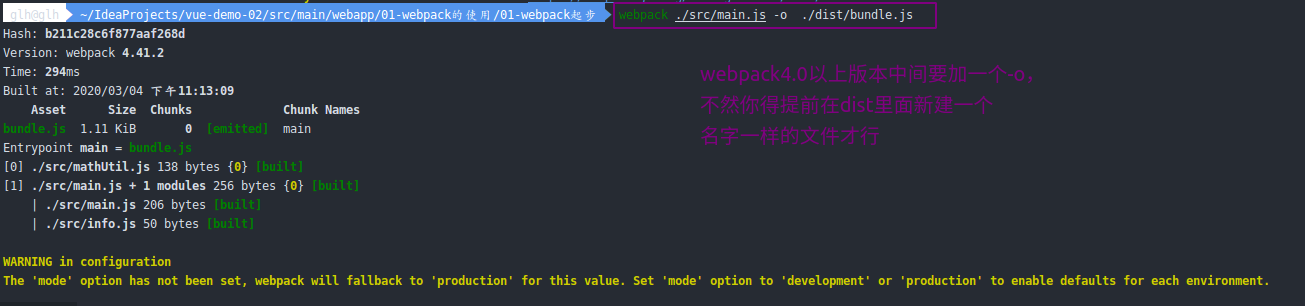 glh@glh ~/IdeaProjects/vue-demo-02/src/main/webapp/01-webpack的使用/01-webpack起步 webpack ./src/main.js -o ./dist/bundle.js
Hash: b211c28c6f877aaf268d
Version: webpack 4.41.2
Time: 294ms
Built at: 2020/03/04 下午11:13:09
Asset Size Chunks Chunk Names
bundle.js 1.11 KiB 0 [emitted] main
Entrypoint main = bundle.js
[0] ./src/mathUtil.js 138 bytes {0} [built]
[1] ./src/main.js + 1 modules 256 bytes {0} [built]
| ./src/main.js 206 bytes [built]
| ./src/info.js 50 bytes [built]
webpack4.0以上版本中间要加一个-o，
不然你得提前在dist里面新建一个
名字一样的文件才行
WARNING in configuration
The 'mode' option has not been set, webpack will fallback to 'production' for this value. Set 'mode' option to 'development' or 'production' to enable defaults for each environment.